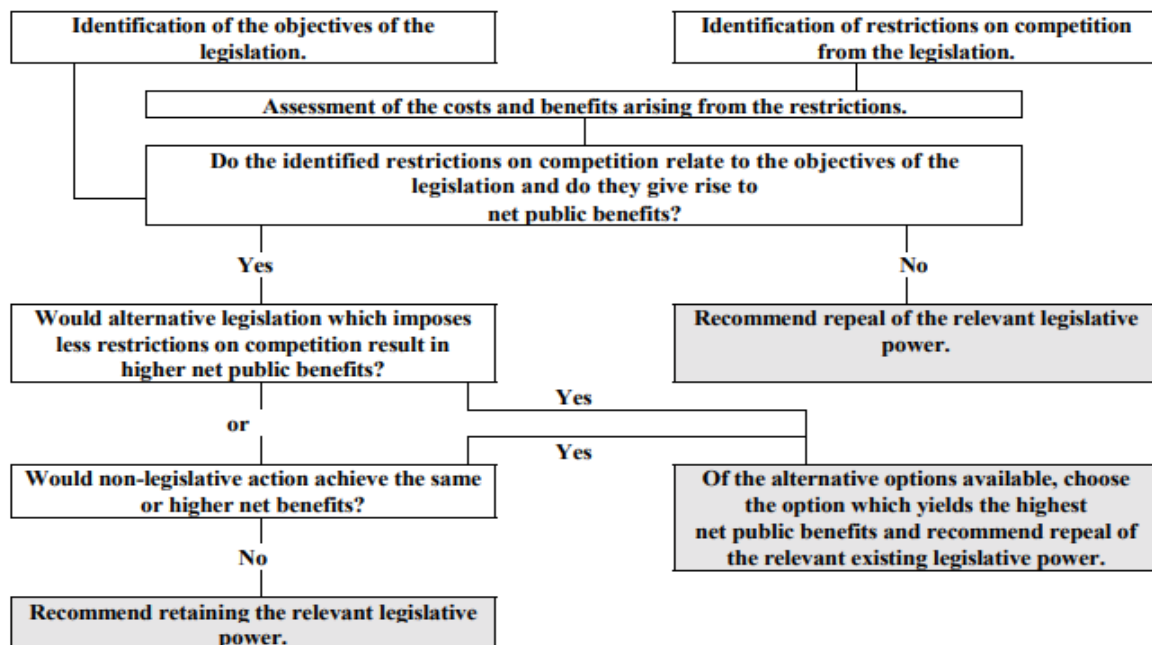 Identification of the objectives of the
legislation.
Identification of restrictions on competition
from the legislation.
Assessment of the costs and benefits arising from the restrictions.
Do the identified restrictions on competition relate to the objectives of the
legislation and do they give rise to
net public benefits?
Yes
No
Would alternative legislation which imposes
less restrictions on competition result in
higher net public benefits?
Recommend repeal of the relevant legislative
power.
Yes
or
Yes
Would non-legislative action achieve the same
or higher net benefits?
Of the alternative options available, choose
the option which yields the highest
net public benefits and recommend repeal of
the relevant existing legislative power.
No
Recommend retaining the relevant legislative
power.